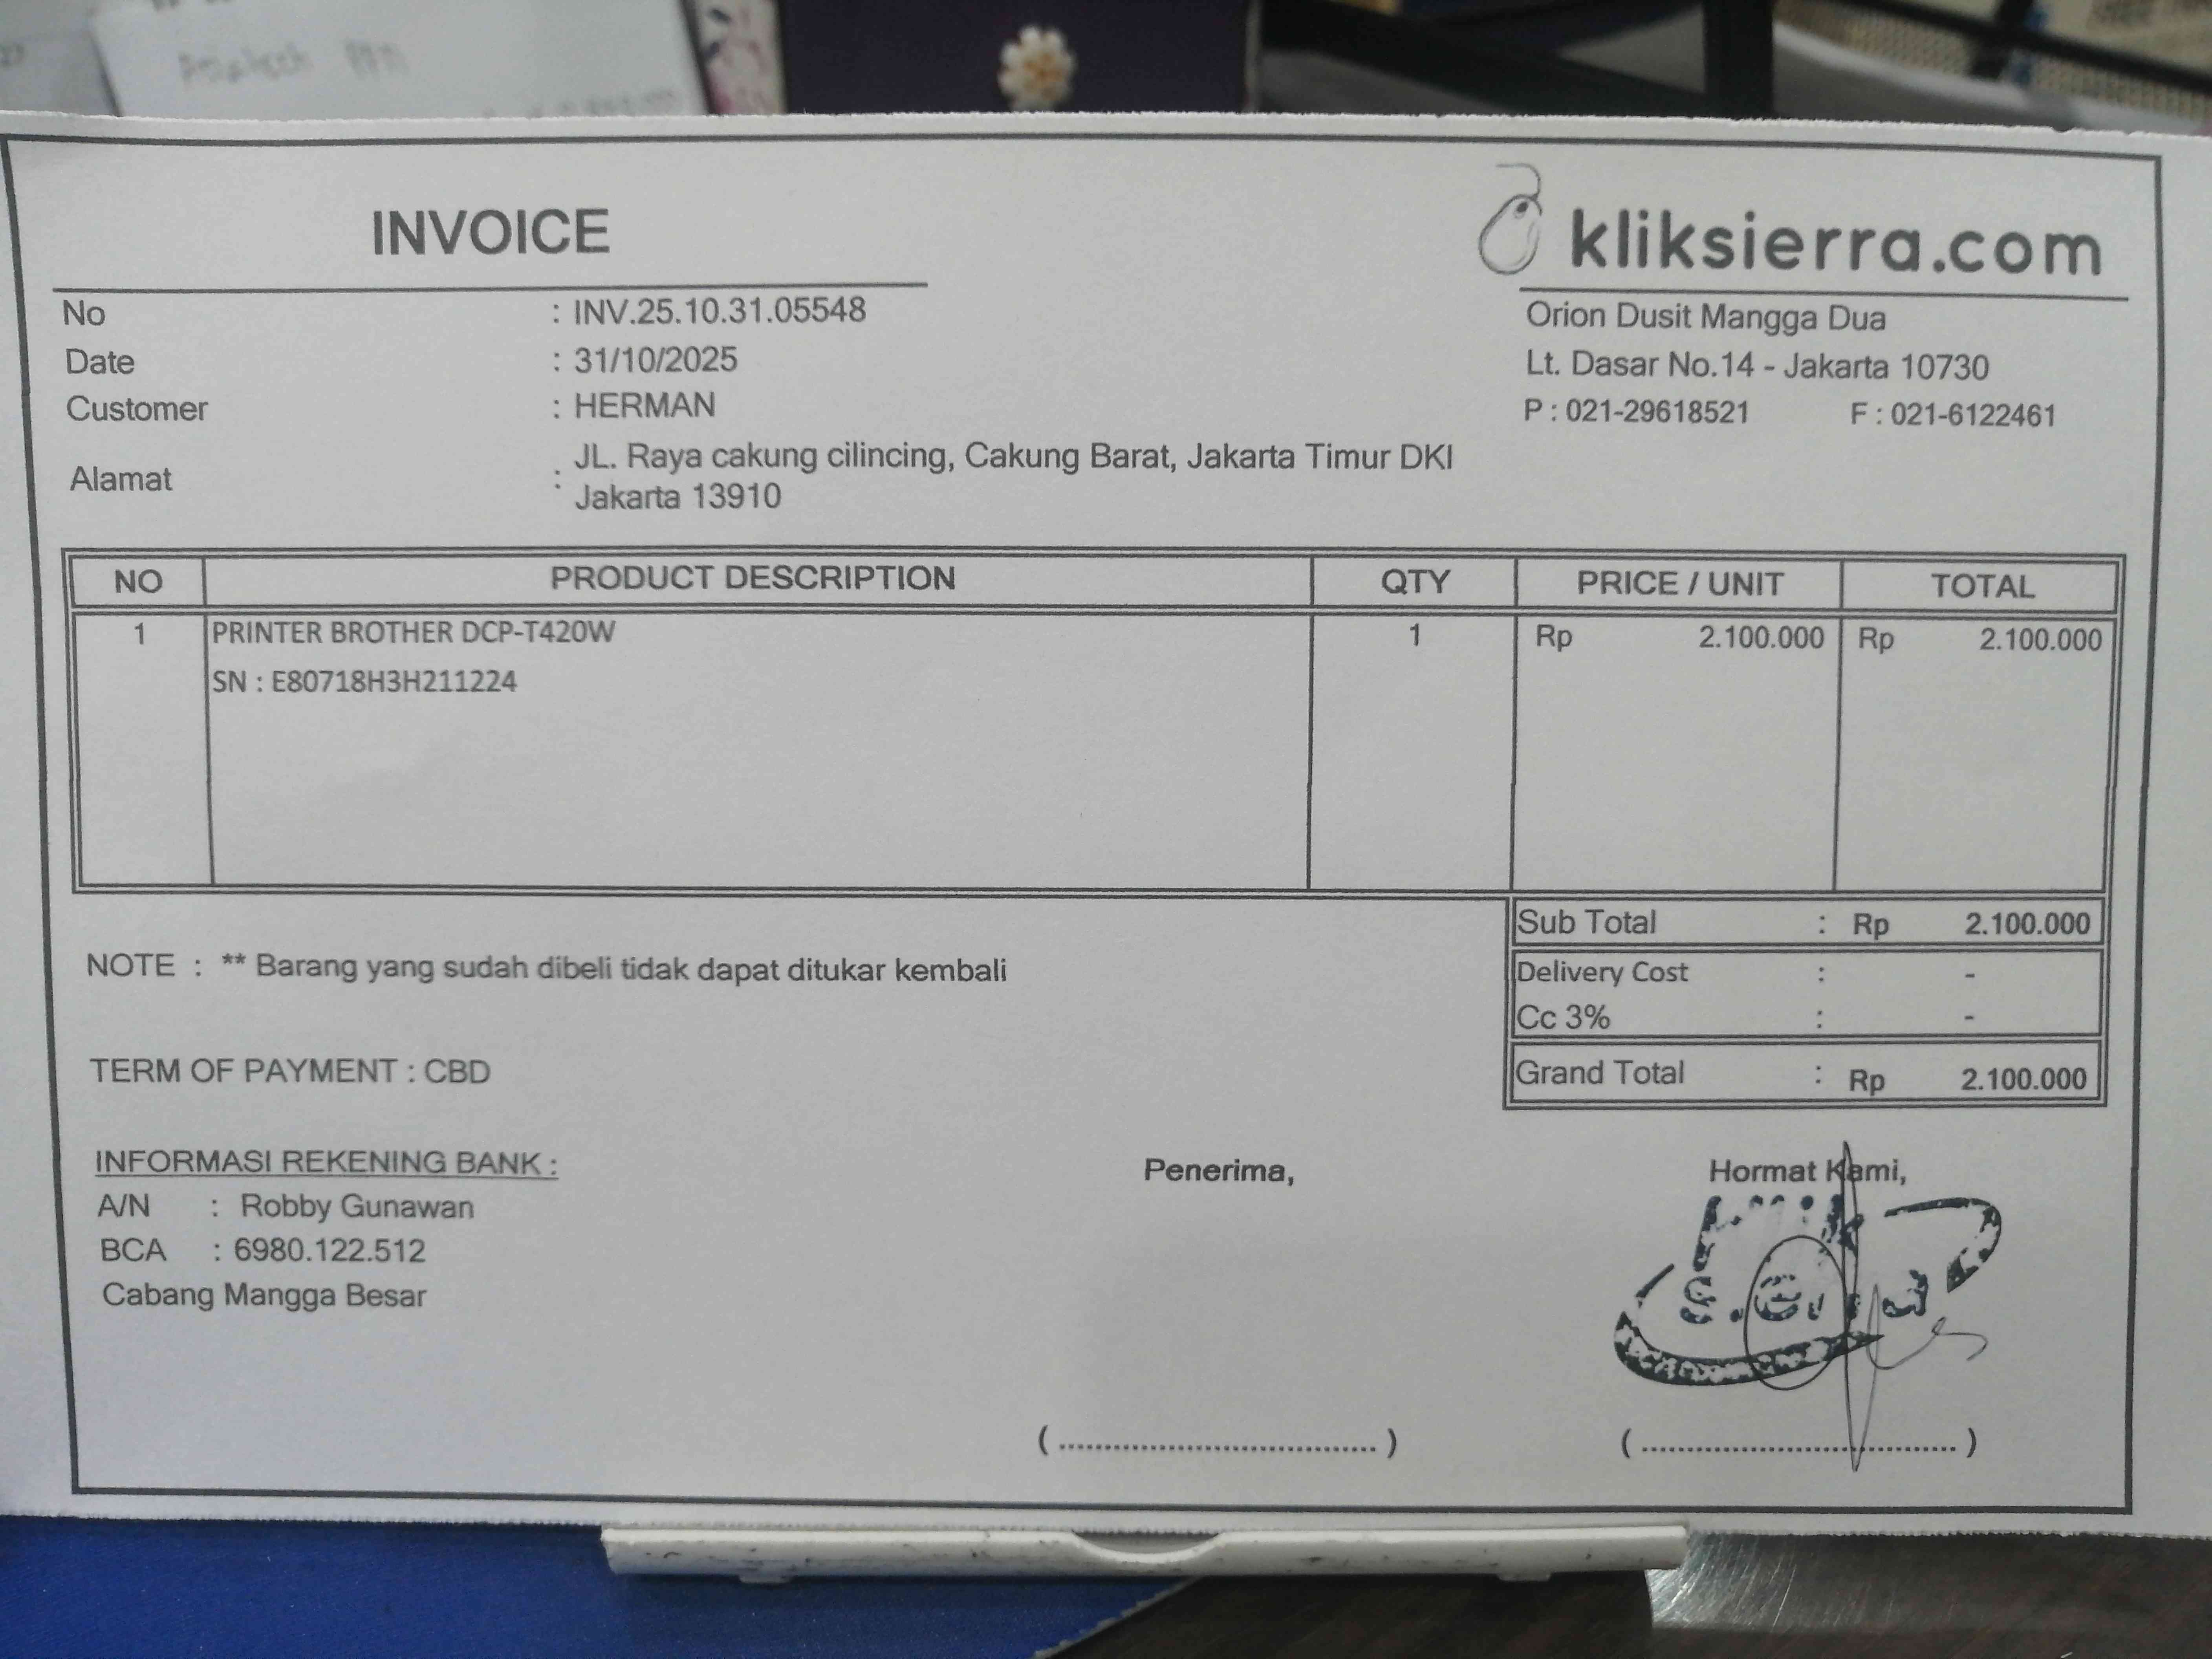 INVOICE
kliksierra.com
No : INV.25.10.31.05548
Date : 31/10/2025
Customer : HERMAN
Alamat : JL. Raya cakung cilincing, Cakung Barat, Jakarta Timur DKI
Jakarta 13910
Orion Dusit Mangga Dua
Lt. Dasar No.14 - Jakarta 10730
P : 021-29618521 F : 021-6122461
NO PRODUCT DESCRIPTION QTY PRICE / UNIT TOTAL
1 PRINTER BROTHER DCP-T420W 1 Rp 2.100.000 Rp 2.100.000
SN : E80718H3H211224
Sub Total : Rp 2.100.000
NOTE : ** Barang yang sudah dibeli tidak dapat ditukar kembali
Delivery Cost : -
Cc 3% : -
TERM OF PAYMENT : CBD
Grand Total : Rp 2.100.000
INFORMASI REKENING BANK :
A/N : Robby Gunawan
BCA : 6980.122.512
Cabang Mangga Besar
Penerima,
Hormat Kami,
( ........................................ ) ( ........................................ )